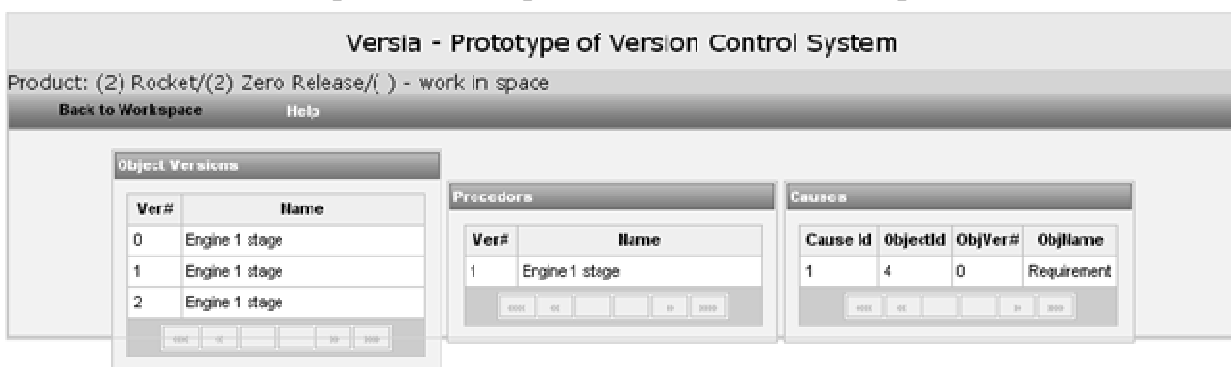 Versia - Prototype of Version Control System
Product: (2) Rocket/(2) Zero Release/( ) - work in space
Back to Workspace Help
Object Versions
Ver# Name
0 Engine 1 stage
1 Engine 1 stage
2 Engine 1 stage
Precedors
Ver# Name
1 Engine 1 stage
Causes
Cause Id ObjectId ObjVer# ObjName
1 4 0 Requirement